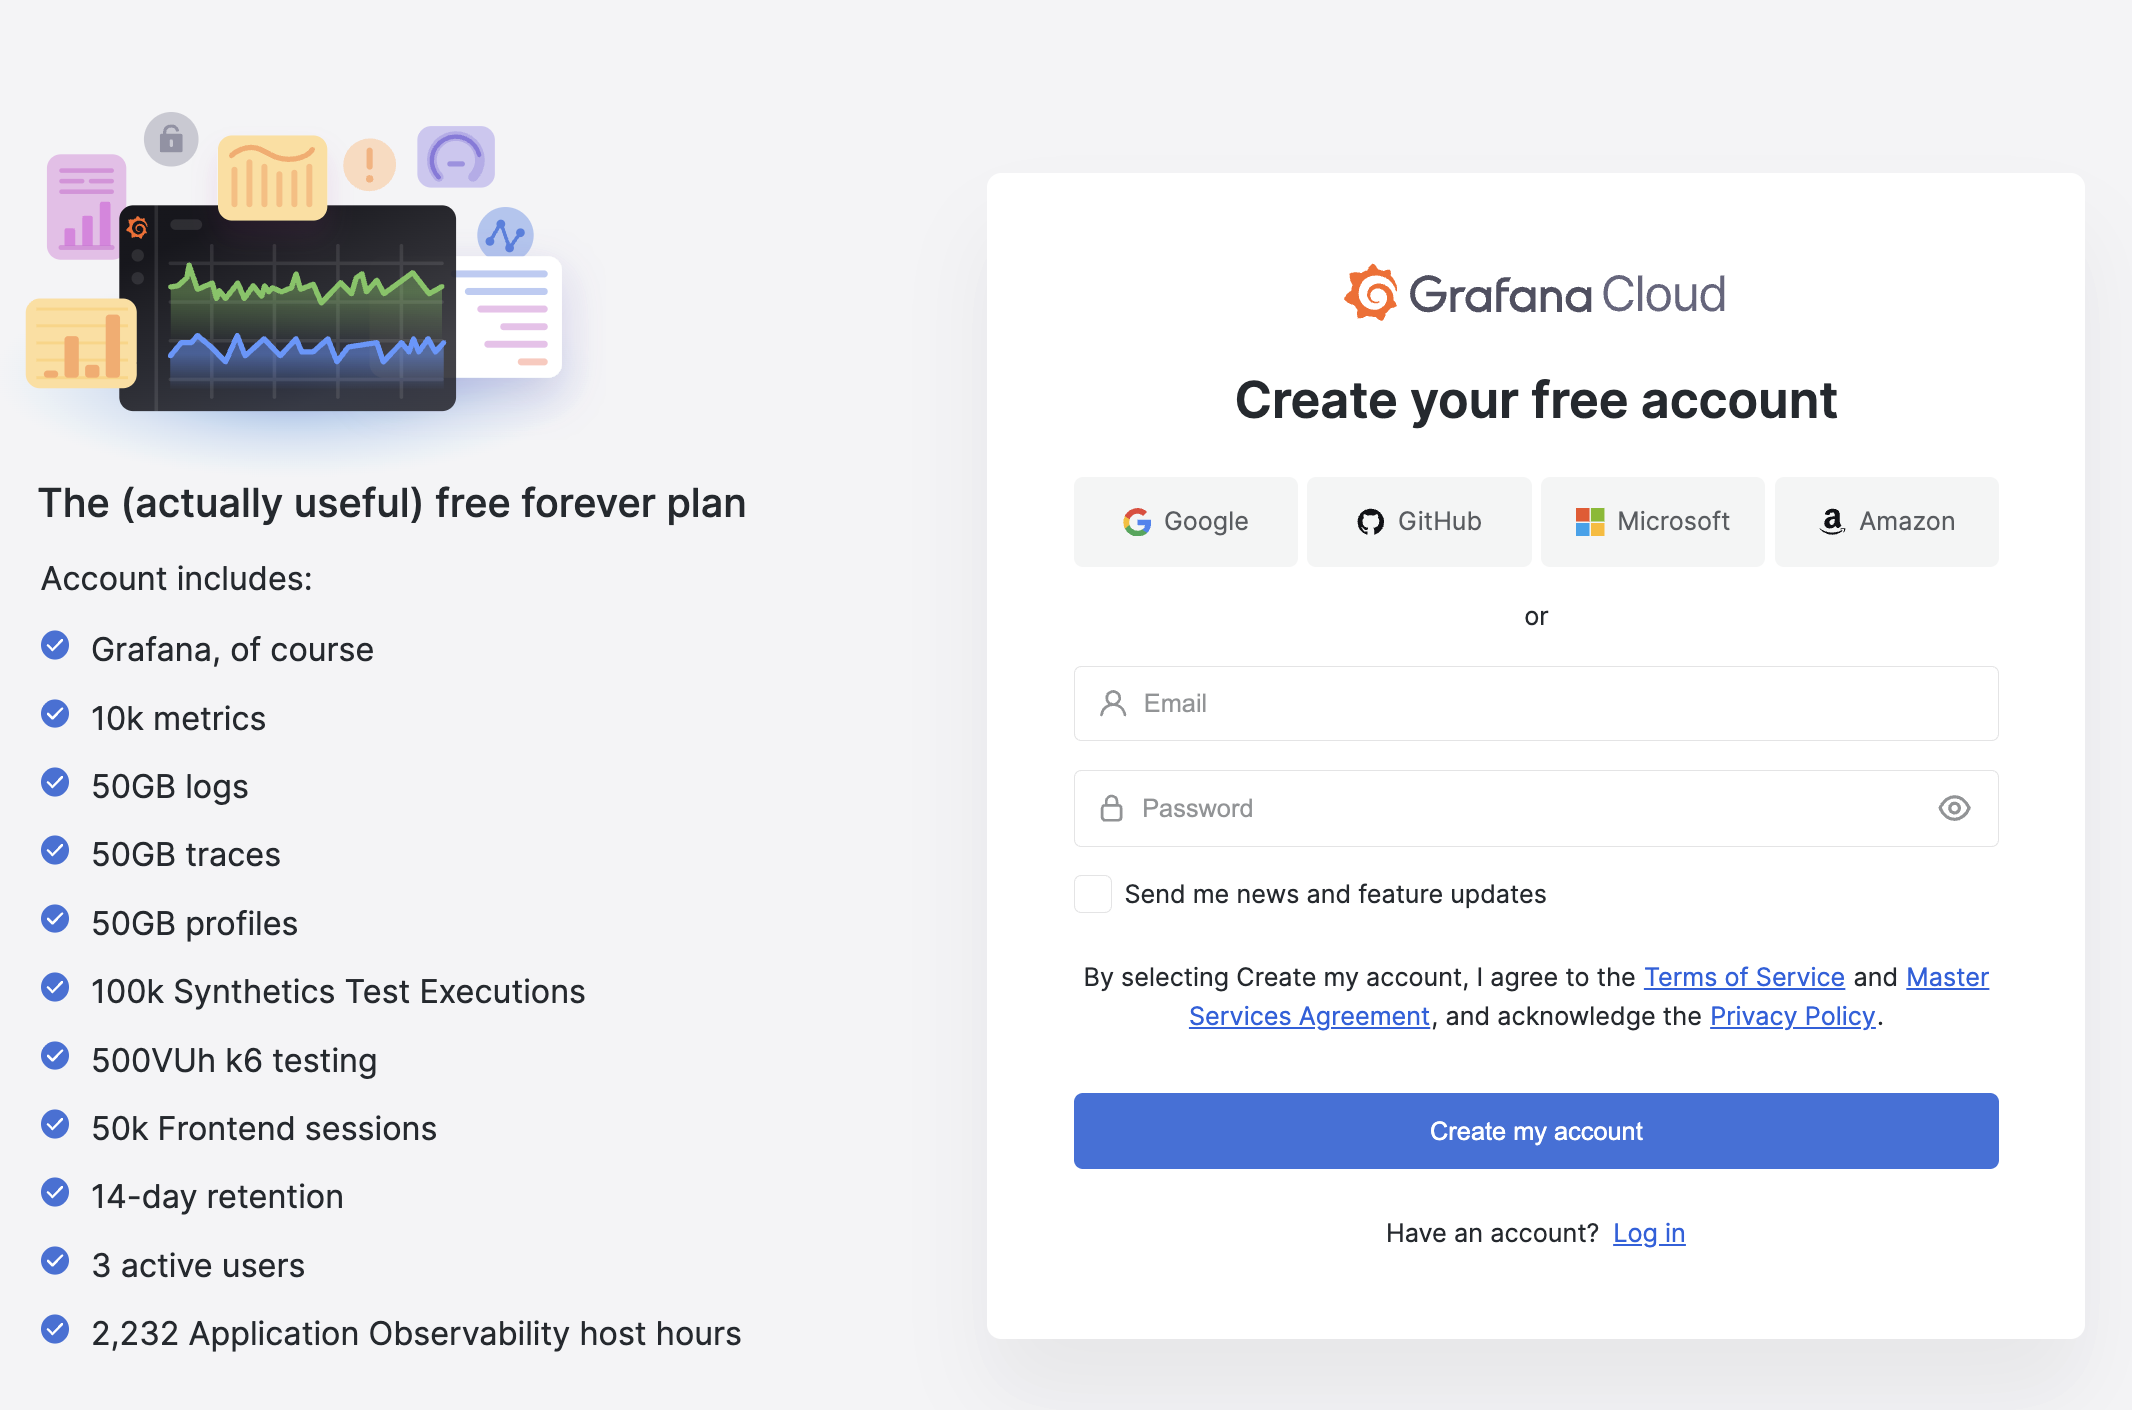 The (actually useful) free forever plan
Account includes:
Grafana, of course
10k metrics
50GB logs
50GB traces
50GB profiles
100k Synthetics Test Executions
500VUh k6 testing
50k Frontend sessions
14-day retention
3 active users
2,232 Application Observability host hours
Grafana Cloud
Create your free account
Google
GitHub
Microsoft
Amazon
or
Email
Password
Send me news and feature updates
By selecting Create my account, I agree to the Terms of Service and Master
Services Agreement, and acknowledge the Privacy Policy.
Create my account
Have an account? Log in